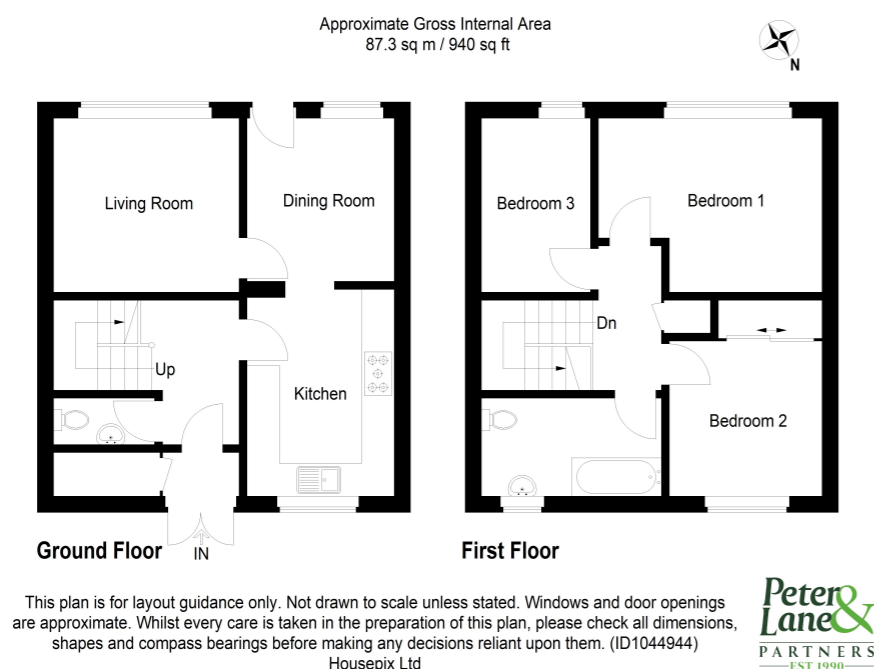 Approximate Gross Internal Area
87.3 sq m / 940 sq ft
N
Living Room
Dining Room
Bedroom 3
Bedroom 1
Up
Kitchen
Dn
Bedroom 2
Ground Floor
IN
First Floor
This plan is for layout guidance only. Not drawn to scale unless stated. Windows and door openings
are approximate. Whilst every care is taken in the preparation of this plan, please check all dimensions,
shapes and compass bearings before making any decisions reliant upon them. (ID1044944)
Housepix Ltd
Peter &
Lane
PARTNERS
EST 1990